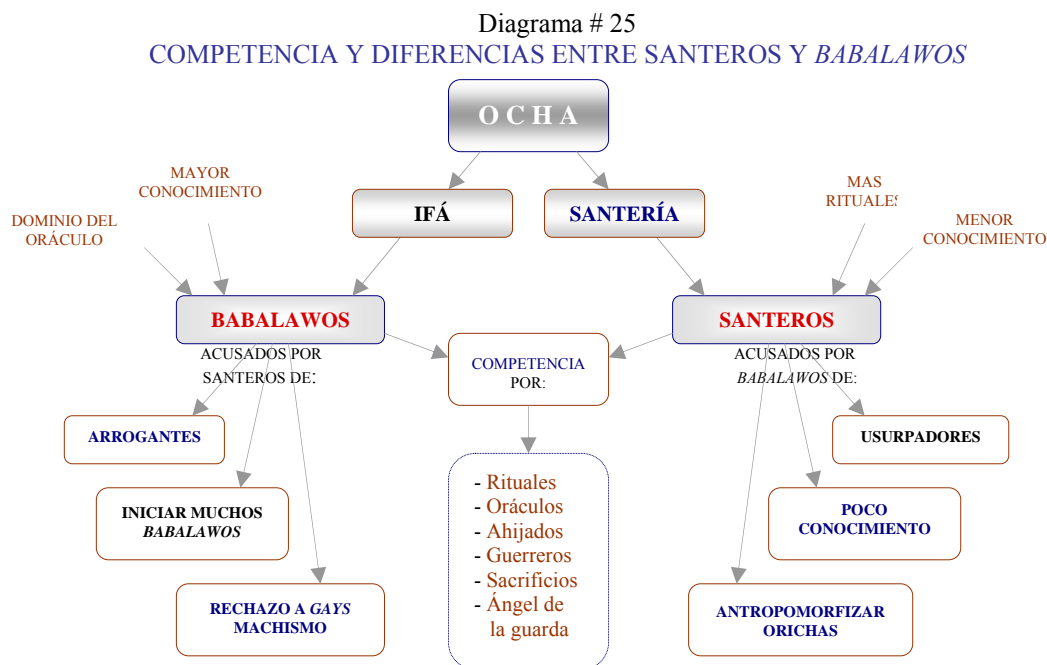 Diagrama # 25
COMPETENCIA Y DIFERENCIAS ENTRE SANTEROS Y BABALAWOS
O C H A
MAYOR
CONOCIMIENTO
DOMINIO DEL
ORÁCULO
IFÁ
SANTERÍA
MAS
RITUALES
MENOR
CONOCIMIENTO
BABALAWOS
SANTEROS
ACUSADOS POR
SANTEROS DE:
COMPETENCIA
POR:
ACUSADOS POR
BABALAWOS DE:
ARROGANTES
USURPADORES
INICIAR MUCHOS
BABALAWOS
- Rituales
- Oráculos
- Ahijados
- Guerreros
- Sacrificios
- Ángel de
la guarda
POCO
CONOCIMIENTO
RECHAZO A GAYS
MACHISMO
ANTROPOMORFIZAR
ORICHAS